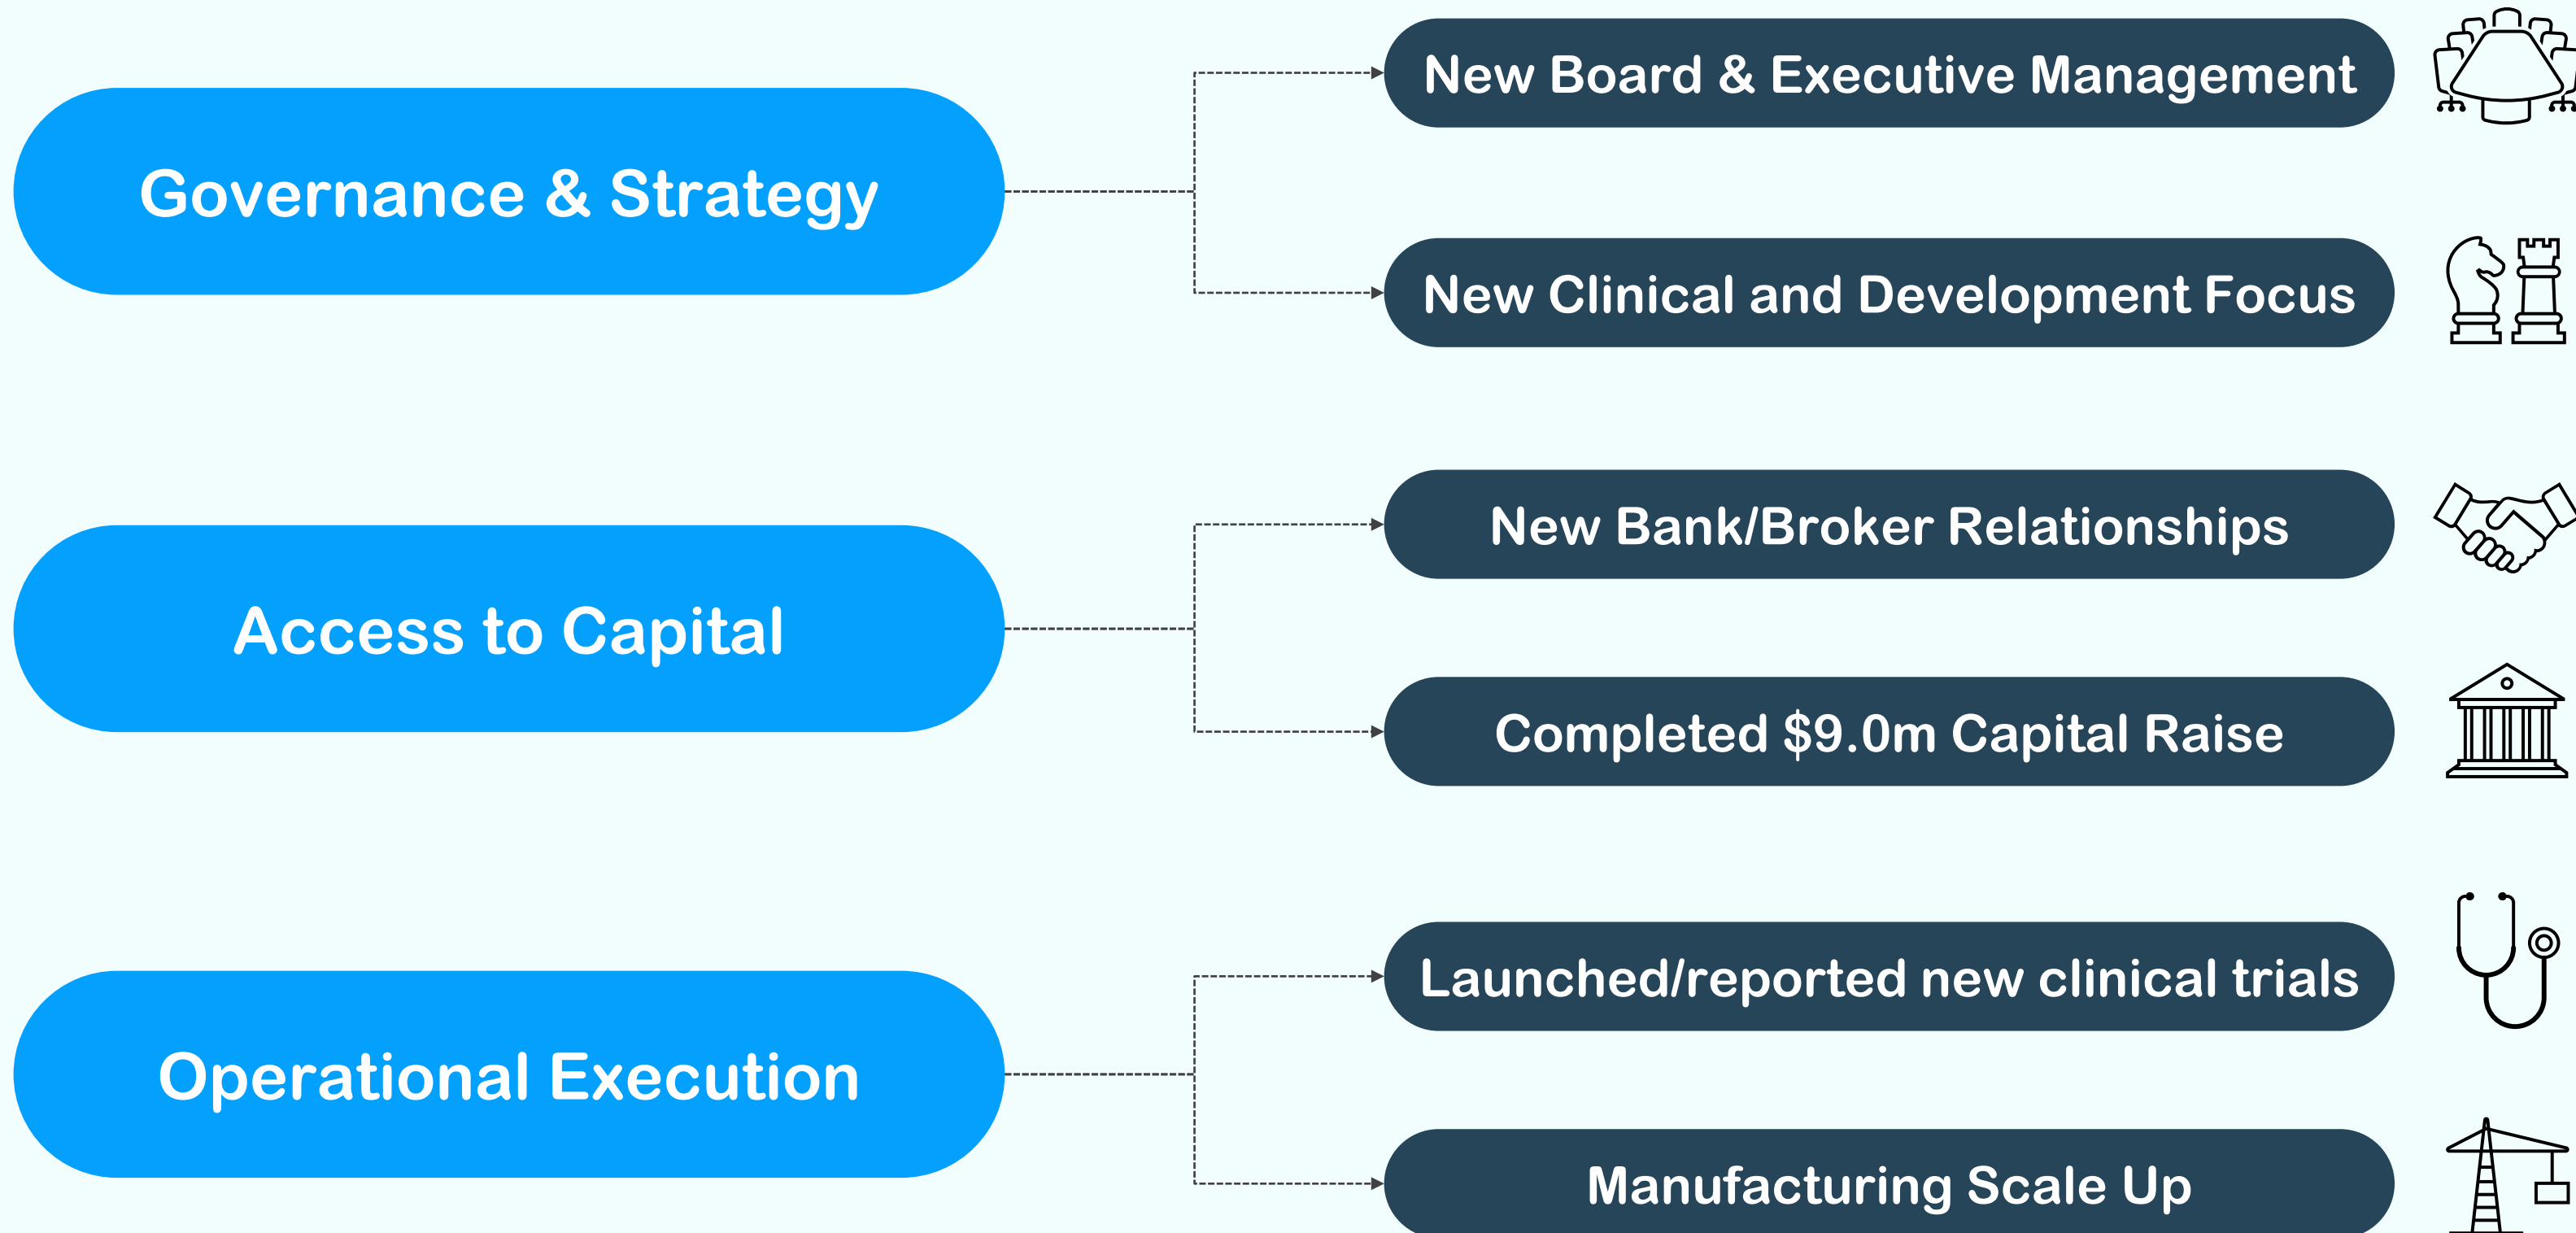 Governance & Strategy
New Board & Executive Management
New Clinical and Development Focus
Access to Capital
New Bank/Broker Relationships
Completed $9.0m Capital Raise
Operational Execution
Launched/reported new clinical trials
Manufacturing Scale Up